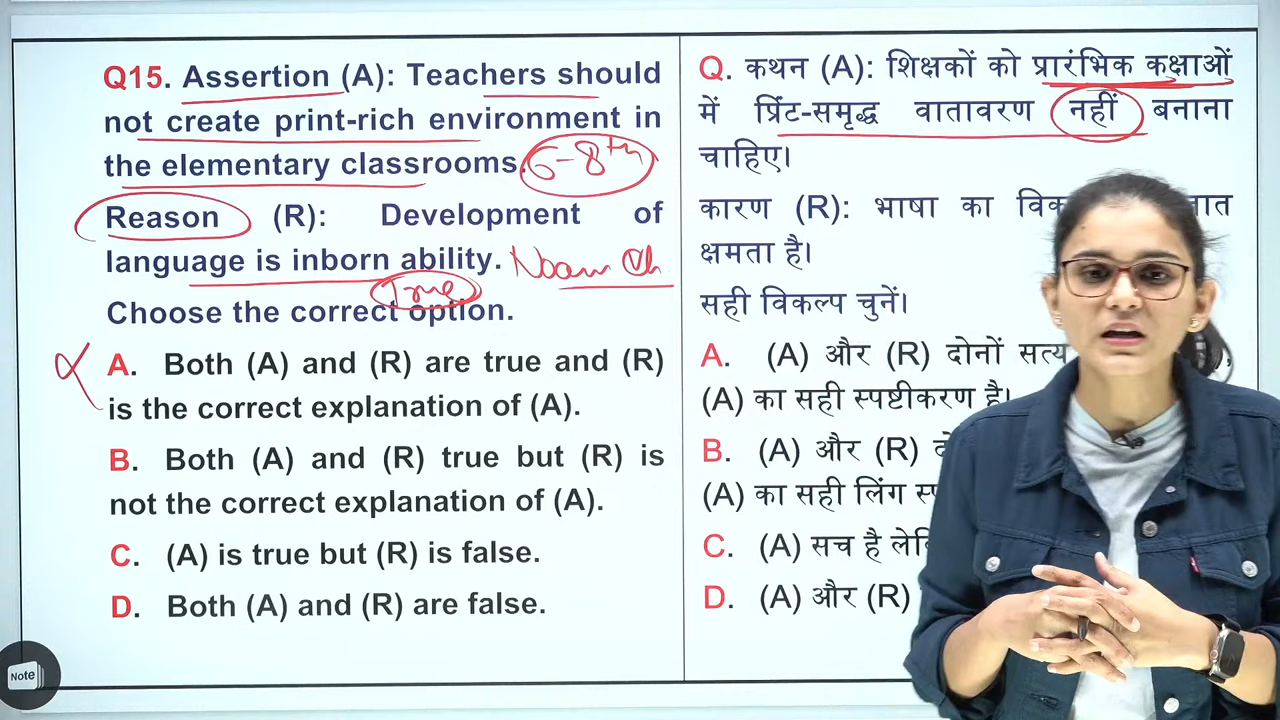 Q15. Assertion (A): Teachers should
not create print-rich environment in
the elementary classrooms. 6-8th
Reason (R): Development of
language is inborn ability. Noam Ch
True
Choose the correct option.
A. Both (A) and (R) are true and (R)
is the correct explanation of (A).
B. Both (A) and (R) true but (R) is
not the correct explanation of (A).
C. (A) is true but (R) is false.
D. Both (A) and (R) are false.
Note
Q. कथन (A): शिक्षकों को प्रारंभिक कक्षाओं
में प्रिंट-समृद्ध वातावरण नहीं बनाना
चाहिए।
कारण (R): भाषा का
क्षमता है।
सही विकल्प चुनें।
A. (A) और (R) दोनों सत्य
(A) का सही स्पष्टीकरण है।
B. (A) और (R)
(A) का सही लिंग
C. (A) सच है
D. (A) और (R)